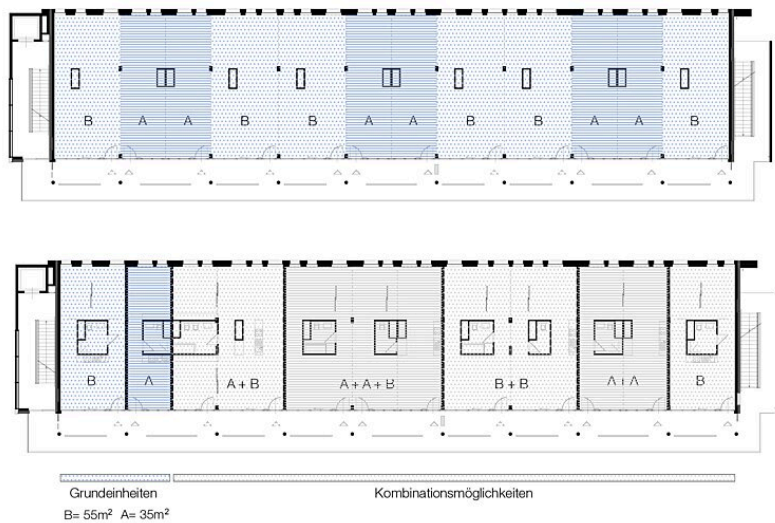 B A A B B A A B B A A B
B A A + B A + A + B B + B A + A B
Grundeinheiten Kombinationsmöglichkeiten
B= 55m² A= 35m²